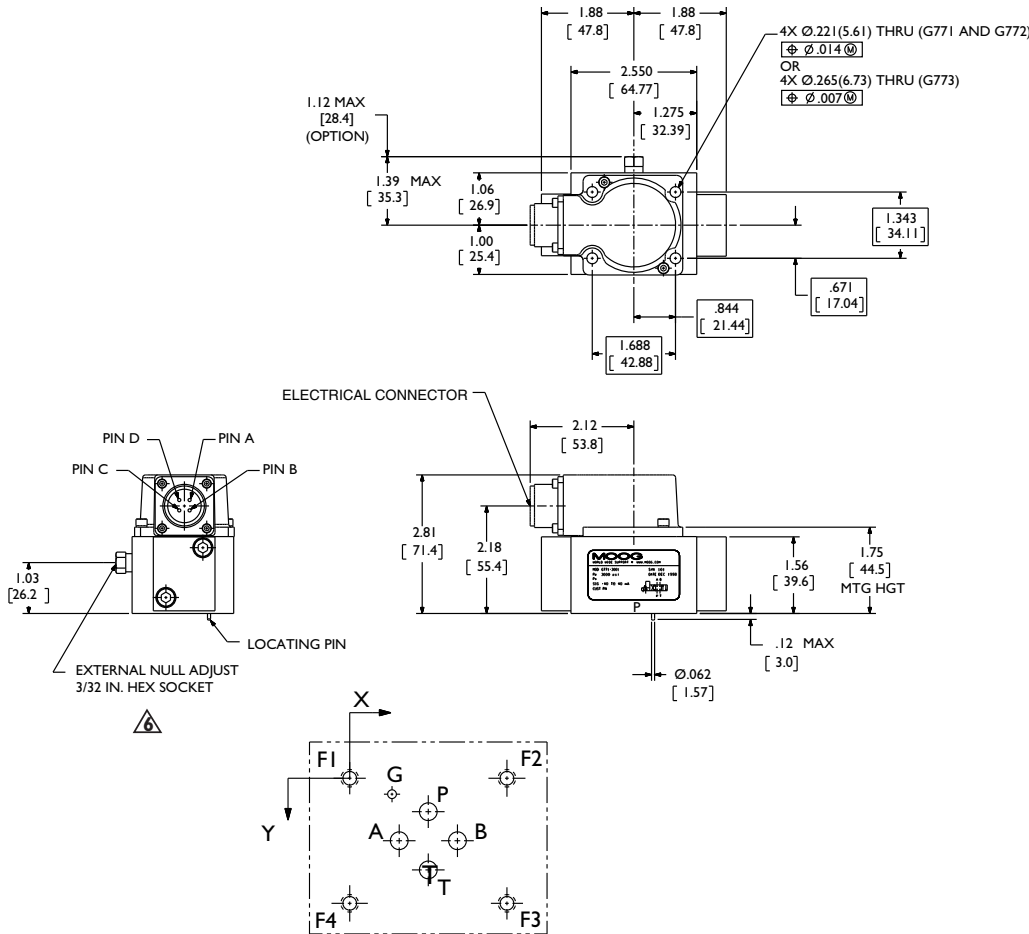 1.88
[ 47.8]
1.88
[ 47.8]
4X Ø.221(5.61) THRU (G771 AND G772)
⌖ Ø .014 Ⓜ
OR
4X Ø.265(6.73) THRU (G773)
⌖ Ø .007 Ⓜ
2.550
[ 64.77]
1.275
[ 32.39]
1.12 MAX
[28.4]
(OPTION)
1.39 MAX
[ 35.3]
1.06
[ 26.9]
1.00
[ 25.4]
1.343
[ 34.11]
.671
[ 17.04]
.844
[ 21.44]
1.688
[ 42.88]
ELECTRICAL CONNECTOR
2.12
[ 53.8]
PIN D
PIN A
PIN C
PIN B
2.81
[ 71.4]
2.18
[ 55.4]
1.03
[26.2 ]
MOOG
WORLD WIDE SUPPORT WWW.MOOG.COM
P
1.56
[ 39.6]
1.75
[ 44.5]
MTG HGT
LOCATING PIN
.12 MAX
[ 3.0]
EXTERNAL NULL ADJUST
3/32 IN. HEX SOCKET
Ø.062
[ 1.57]
6
X
Y
F1
F2
G
P
A
B
T
T
F4
F3